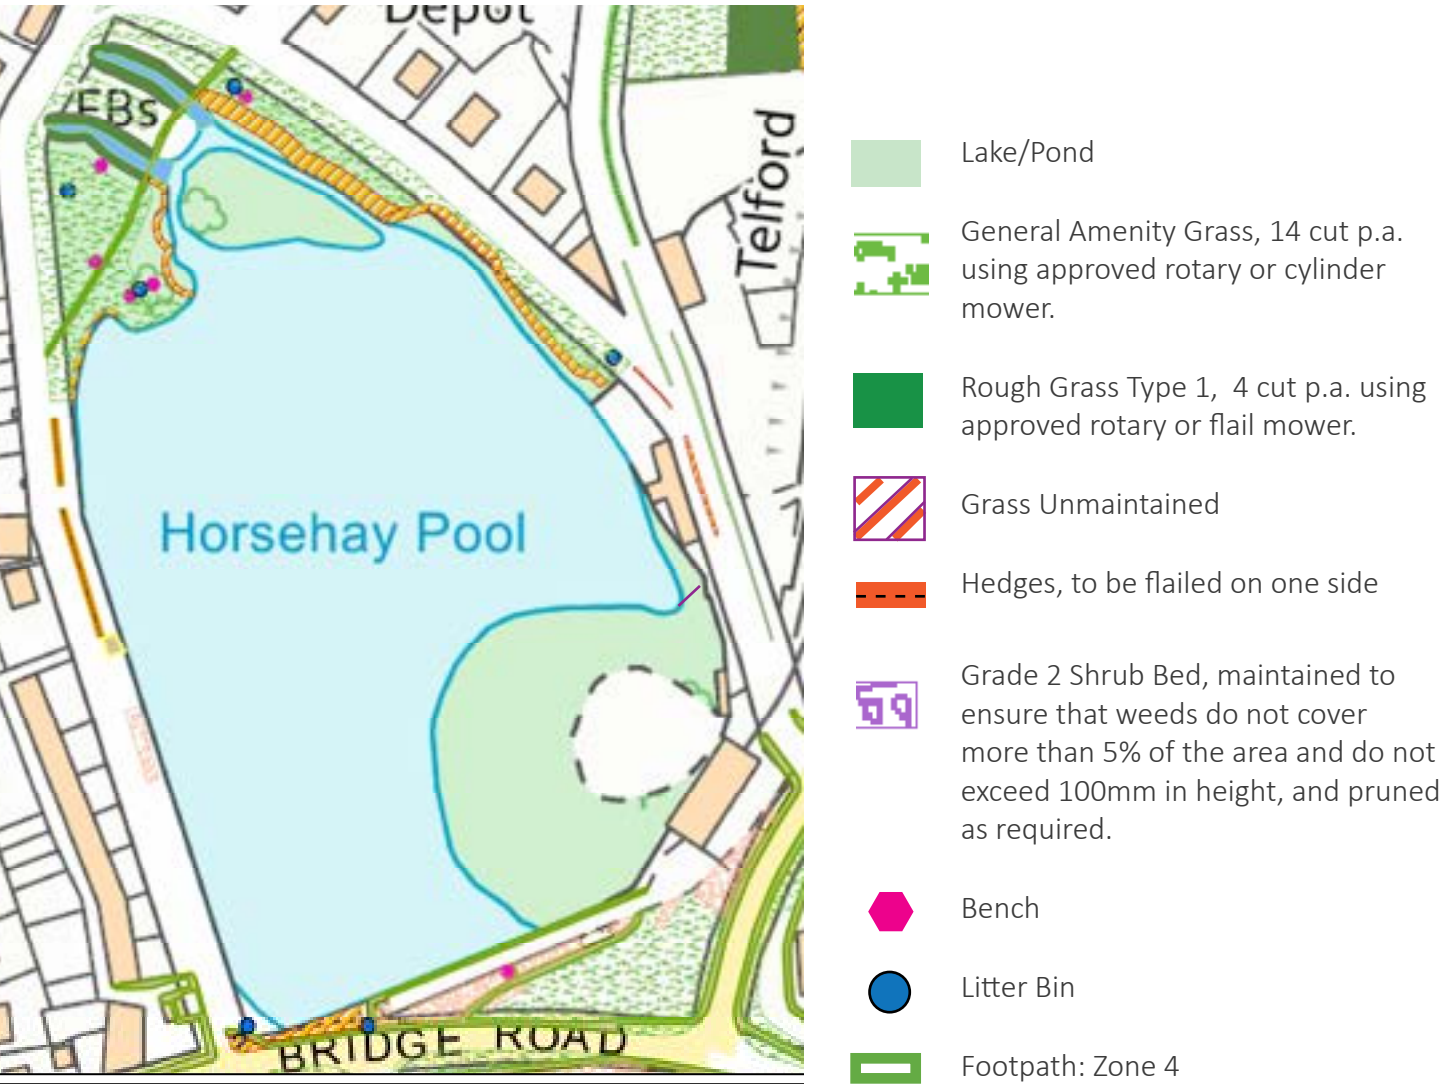 Depot
FBs
Telford
Horsehay Pool
BRIDGE ROAD
Lake/Pond
General Amenity Grass, 14 cut p.a.
using approved rotary or cylinder
mower.
Rough Grass Type 1, 4 cut p.a. using
approved rotary or flail mower.
Grass Unmaintained
Hedges, to be flailed on one side
Grade 2 Shrub Bed, maintained to
ensure that weeds do not cover
more than 5% of the area and do not
exceed 100mm in height, and pruned
as required.
Bench
Litter Bin
Footpath: Zone 4